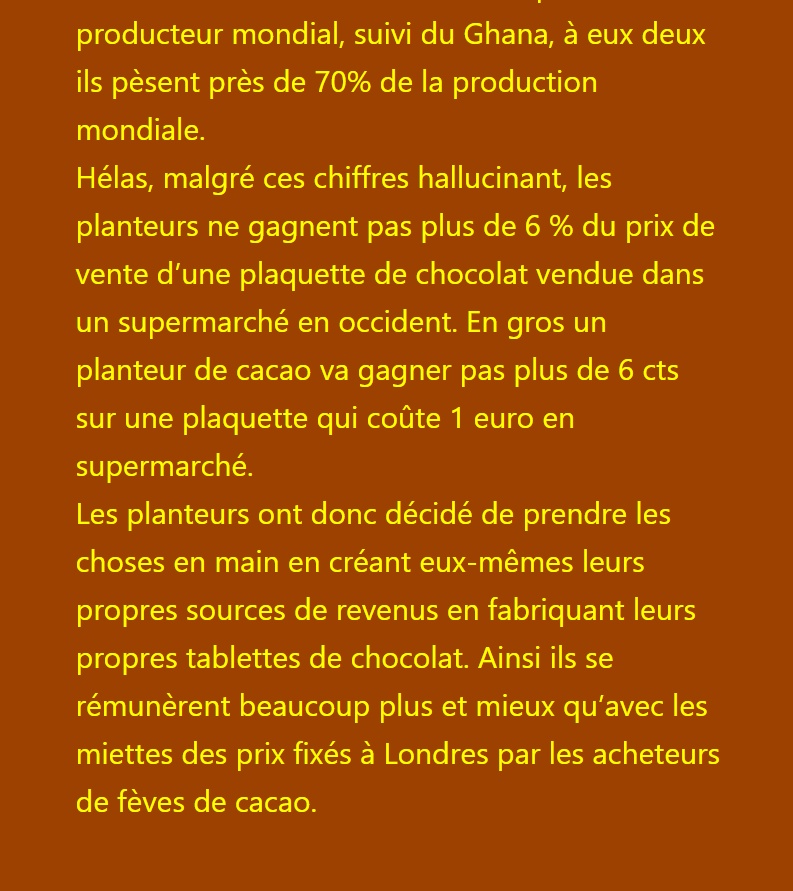 producteur mondial, suivi du Ghana, à eux deux
ils pèsent près de 70% de la production
mondiale.
Hélas, malgré ces chiffres hallucinant, les
planteurs ne gagnent pas plus de 6 % du prix de
vente d’une plaquette de chocolat vendue dans
un supermarché en occident. En gros un
planteur de cacao va gagner pas plus de 6 cts
sur une plaquette qui coûte 1 euro en
supermarché.
Les planteurs ont donc décidé de prendre les
choses en main en créant eux-mêmes leurs
propres sources de revenus en fabriquant leurs
propres tablettes de chocolat. Ainsi ils se
rémunèrent beaucoup plus et mieux qu’avec les
miettes des prix fixés à Londres par les acheteurs
de fèves de cacao.